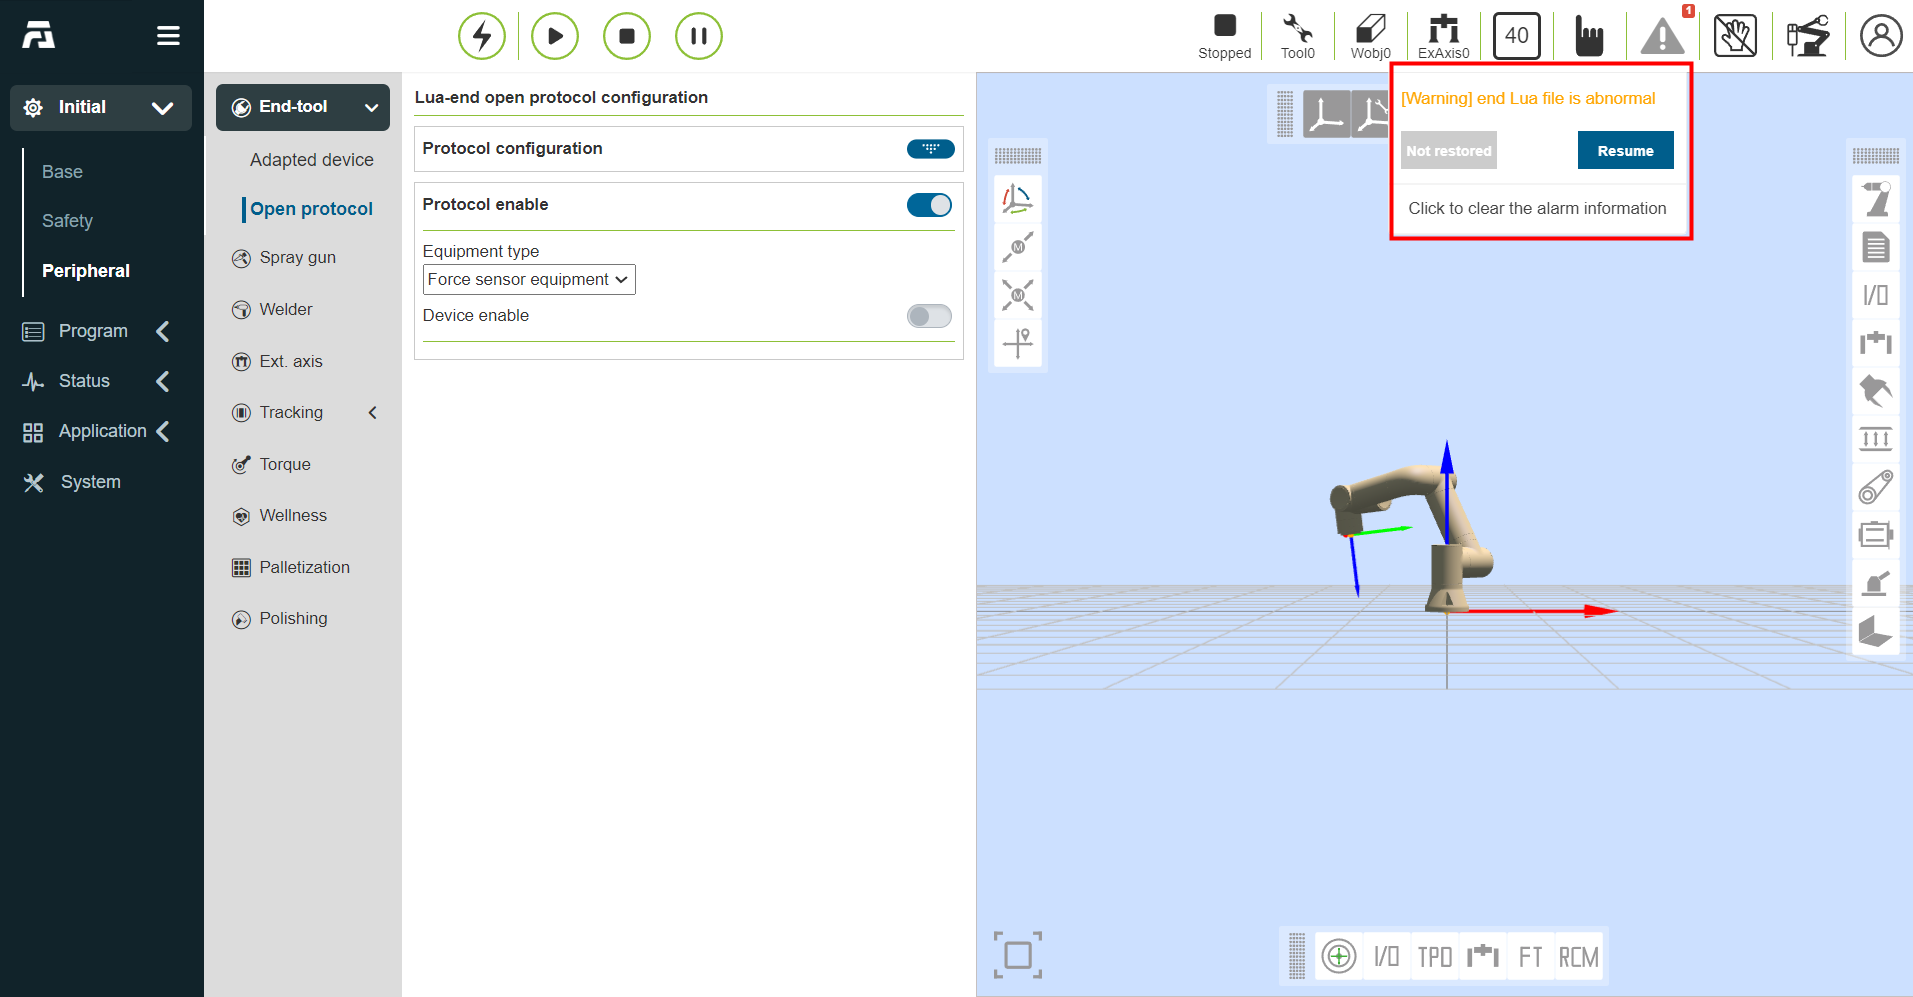 Stopped
Tool0
Wobj0
ExAxis0
40
1
Initial
Base
Safety
Peripheral
Program
Status
Application
System
End-tool
Adapted device
Open protocol
Spray gun
Welder
Ext. axis
Tracking
Torque
Wellness
Palletization
Polishing
Lua-end open protocol configuration
Protocol configuration
Protocol enable
Equipment type
Force sensor equipment
Device enable
[Warning] end Lua file is abnormal
Not restored
Resume
Click to clear the alarm information
M
M
I/O
I/O
TPD
FT
RCM